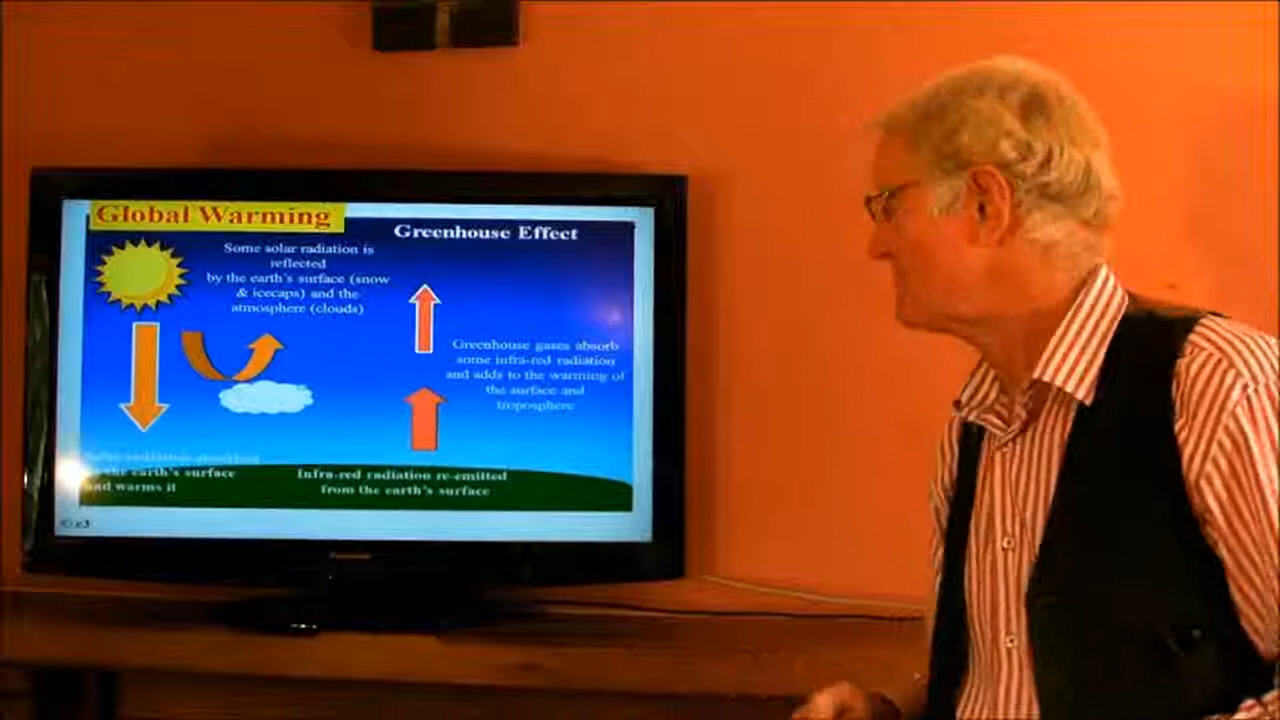 Global Warming
Greenhouse Effect
Some solar radiation is
reflected
by the earth's surface (snow
& icecaps) and the
atmosphere (clouds)
Greenhouse gases absorb
some infra-red radiation
and adds to the warming of
the surface and
troposphere
the earth's surface
and warms it
Infra-red radiation re-emitted
from the earth's surface